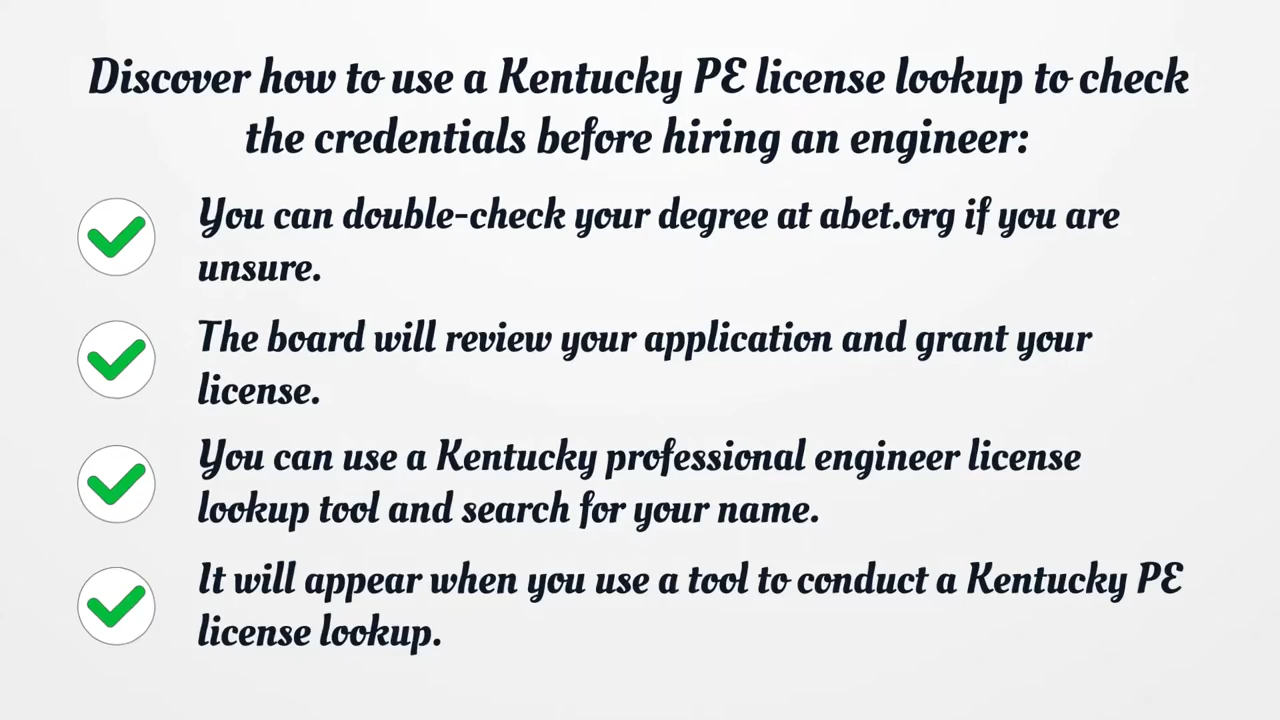 Discover how to use a Kentucky PE license lookup to check
the credentials before hiring an engineer:
You can double-check your degree at abet.org if you are
unsure.
The board will review your application and grant your
license.
You can use a Kentucky professional engineer license
lookup tool and search for your name.
It will appear when you use a tool to conduct a Kentucky PE
license lookup.